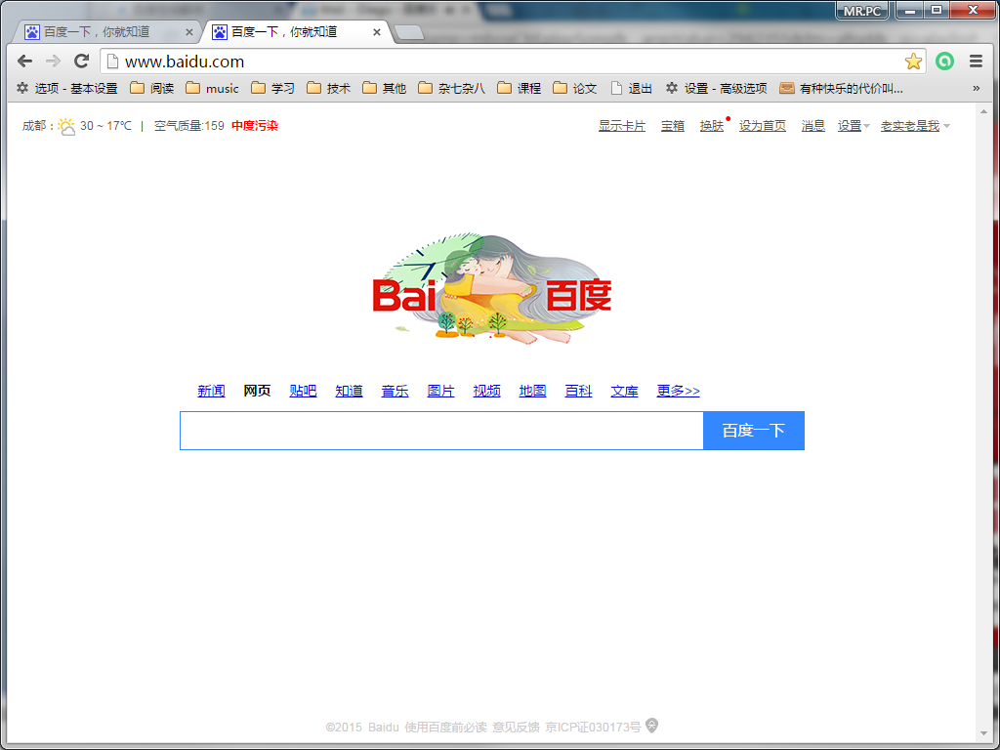 MR.PC
百度一下，你就知道
百度一下，你就知道
www.baidu.com
选项 - 基本设置 阅读 music 学习 技术 其他 杂七杂八 课程 论文 退出 设置 - 高级选项 有种快乐的代价叫... »
成都： 30 ~ 17℃ | 空气质量:159 中度污染 显示卡片 宝箱 换肤 设为首页 消息 设置 老实老是我
Bai 百度
新闻 网页 贴吧 知道 音乐 图片 视频 地图 百科 文库 更多>>
百度一下
©2015 Baidu 使用百度前必读 意见反馈 京ICP证030173号